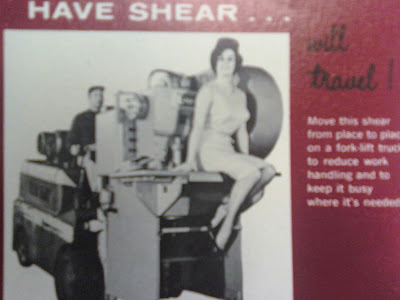 HAVE SHEAR . . .
will
travel !
Move this shear
from place to plac
on a fork-lift truc
to reduce work
handling and to
keep it busy
where it's needed